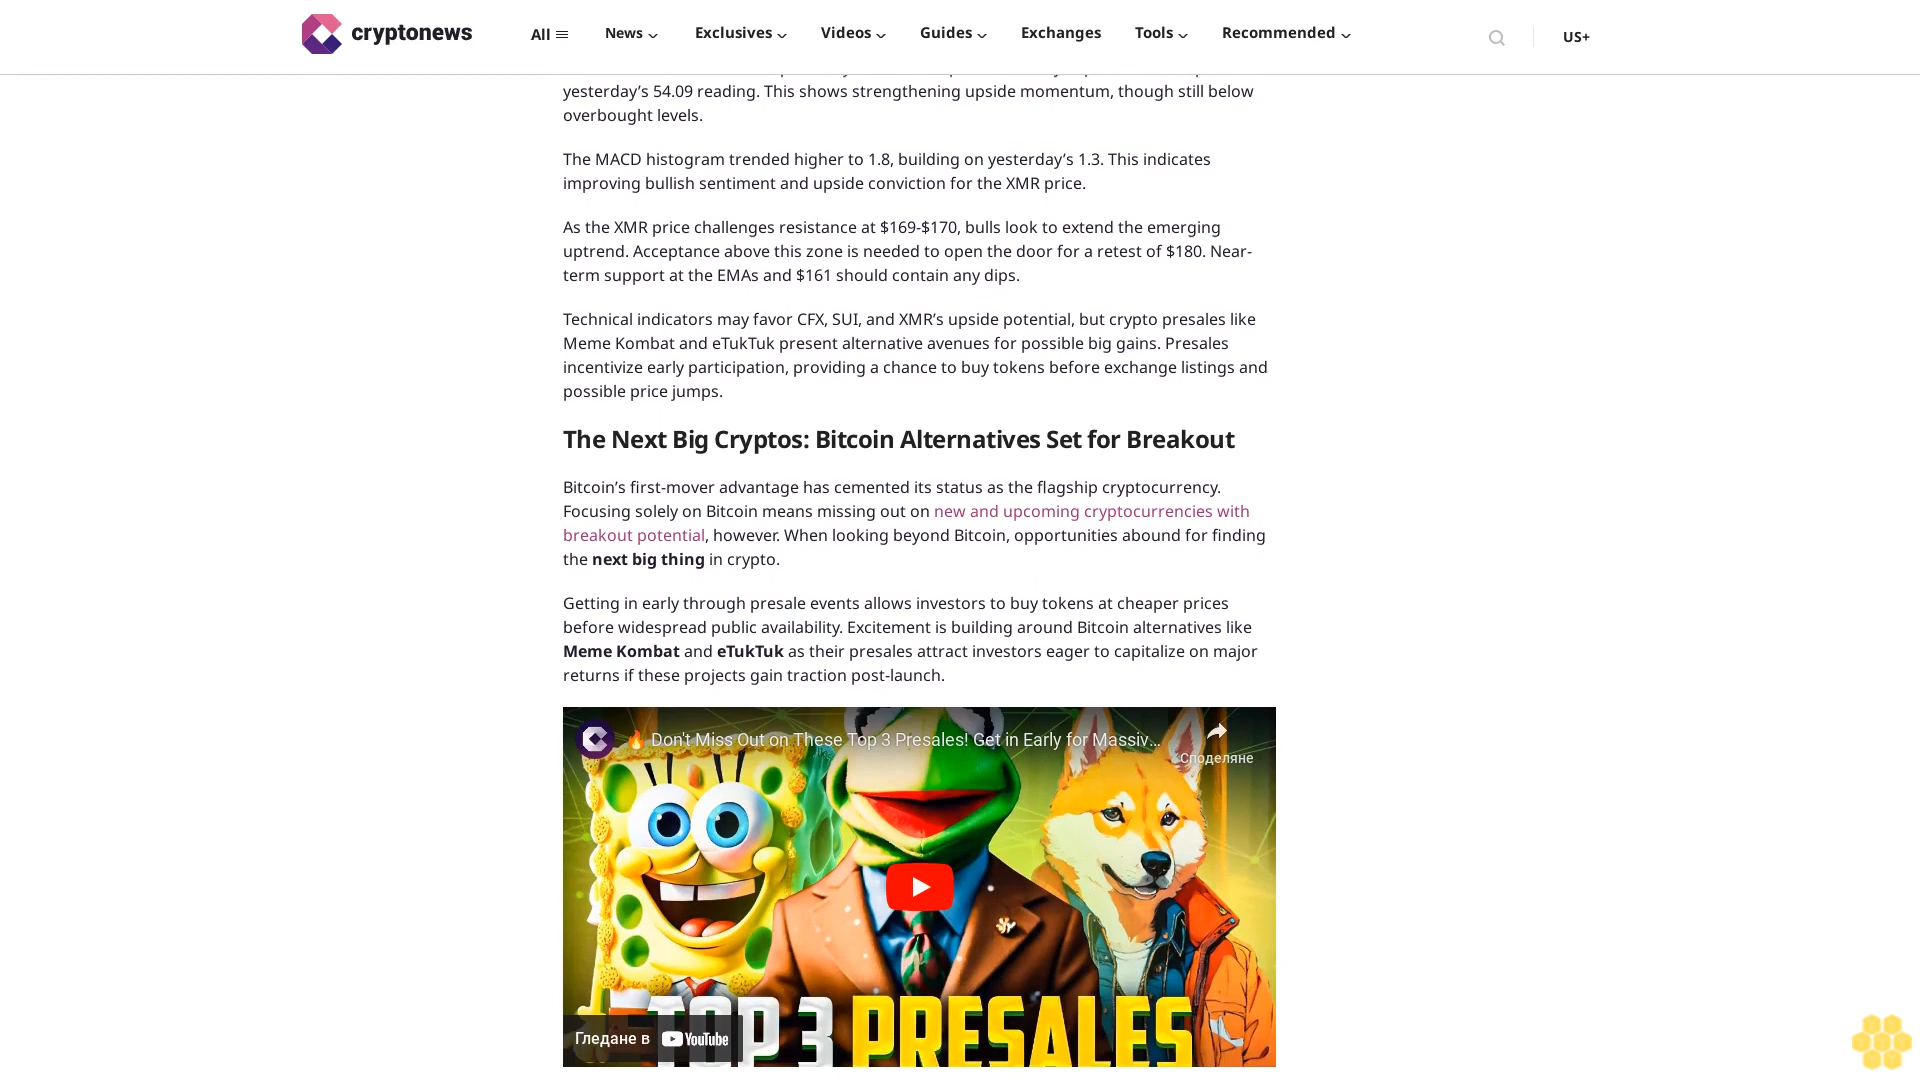 cryptonews
All
News
Exclusives
Videos
Guides
Exchanges
Tools
Recommended
US+
yesterday’s 54.09 reading. This shows strengthening upside momentum, though still below
overbought levels.
The MACD histogram trended higher to 1.8, building on yesterday’s 1.3. This indicates
improving bullish sentiment and upside conviction for the XMR price.
As the XMR price challenges resistance at $169-$170, bulls look to extend the emerging
uptrend. Acceptance above this zone is needed to open the door for a retest of $180. Near-
term support at the EMAs and $161 should contain any dips.
Technical indicators may favor CFX, SUI, and XMR’s upside potential, but crypto presales like
Meme Kombat and eTukTuk present alternative avenues for possible big gains. Presales
incentivize early participation, providing a chance to buy tokens before exchange listings and
possible price jumps.
The Next Big Cryptos: Bitcoin Alternatives Set for Breakout
Bitcoin’s first-mover advantage has cemented its status as the flagship cryptocurrency.
Focusing solely on Bitcoin means missing out on new and upcoming cryptocurrencies with
breakout potential, however. When looking beyond Bitcoin, opportunities abound for finding
the next big thing in crypto.
Getting in early through presale events allows investors to buy tokens at cheaper prices
before widespread public availability. Excitement is building around Bitcoin alternatives like
Meme Kombat and eTukTuk as their presales attract investors eager to capitalize on major
returns if these projects gain traction post-launch.
🔥 Don't Miss Out on These Top 3 Presales! Get in Early for Massiv...
Споделяне
TOP 3 PRESALES
Гледане в YouTube